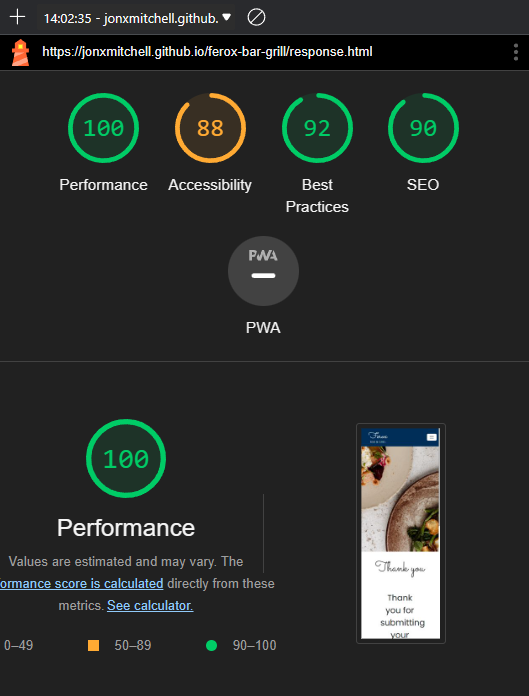 14:02:35 - jonxmitchell.github.
https://jonxmitchell.github.io/ferox-bar-grill/response.html
100
88
92
90
Performance
Accessibility
Best
Practices
SEO
PWA
PWA
100
Performance
Values are estimated and may vary. The
ormance score is calculated directly from these
metrics. See calculator.
0–49
50–89
90–100
Ferox
Thank you
Thank
you for
submitting
your